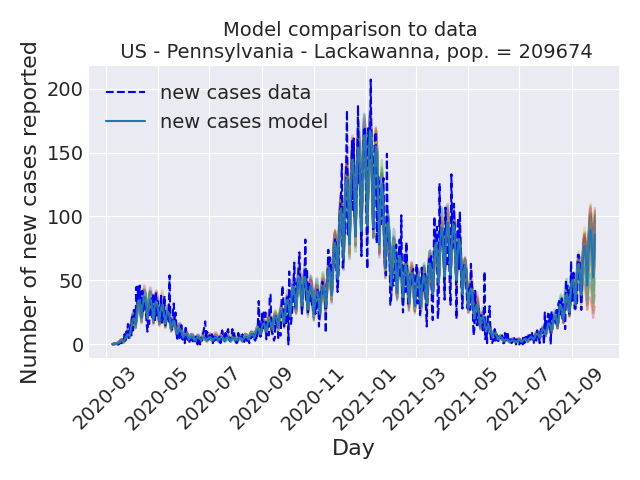 Model comparison to data
US - Pennsylvania - Lackawanna, pop. = 209674
Number of new cases reported
200
150
100
50
0
new cases data
new cases model
2020-03
2020-05
2020-07
2020-09
2020-11
2021-01
2021-03
2021-05
2021-07
2021-09
Day